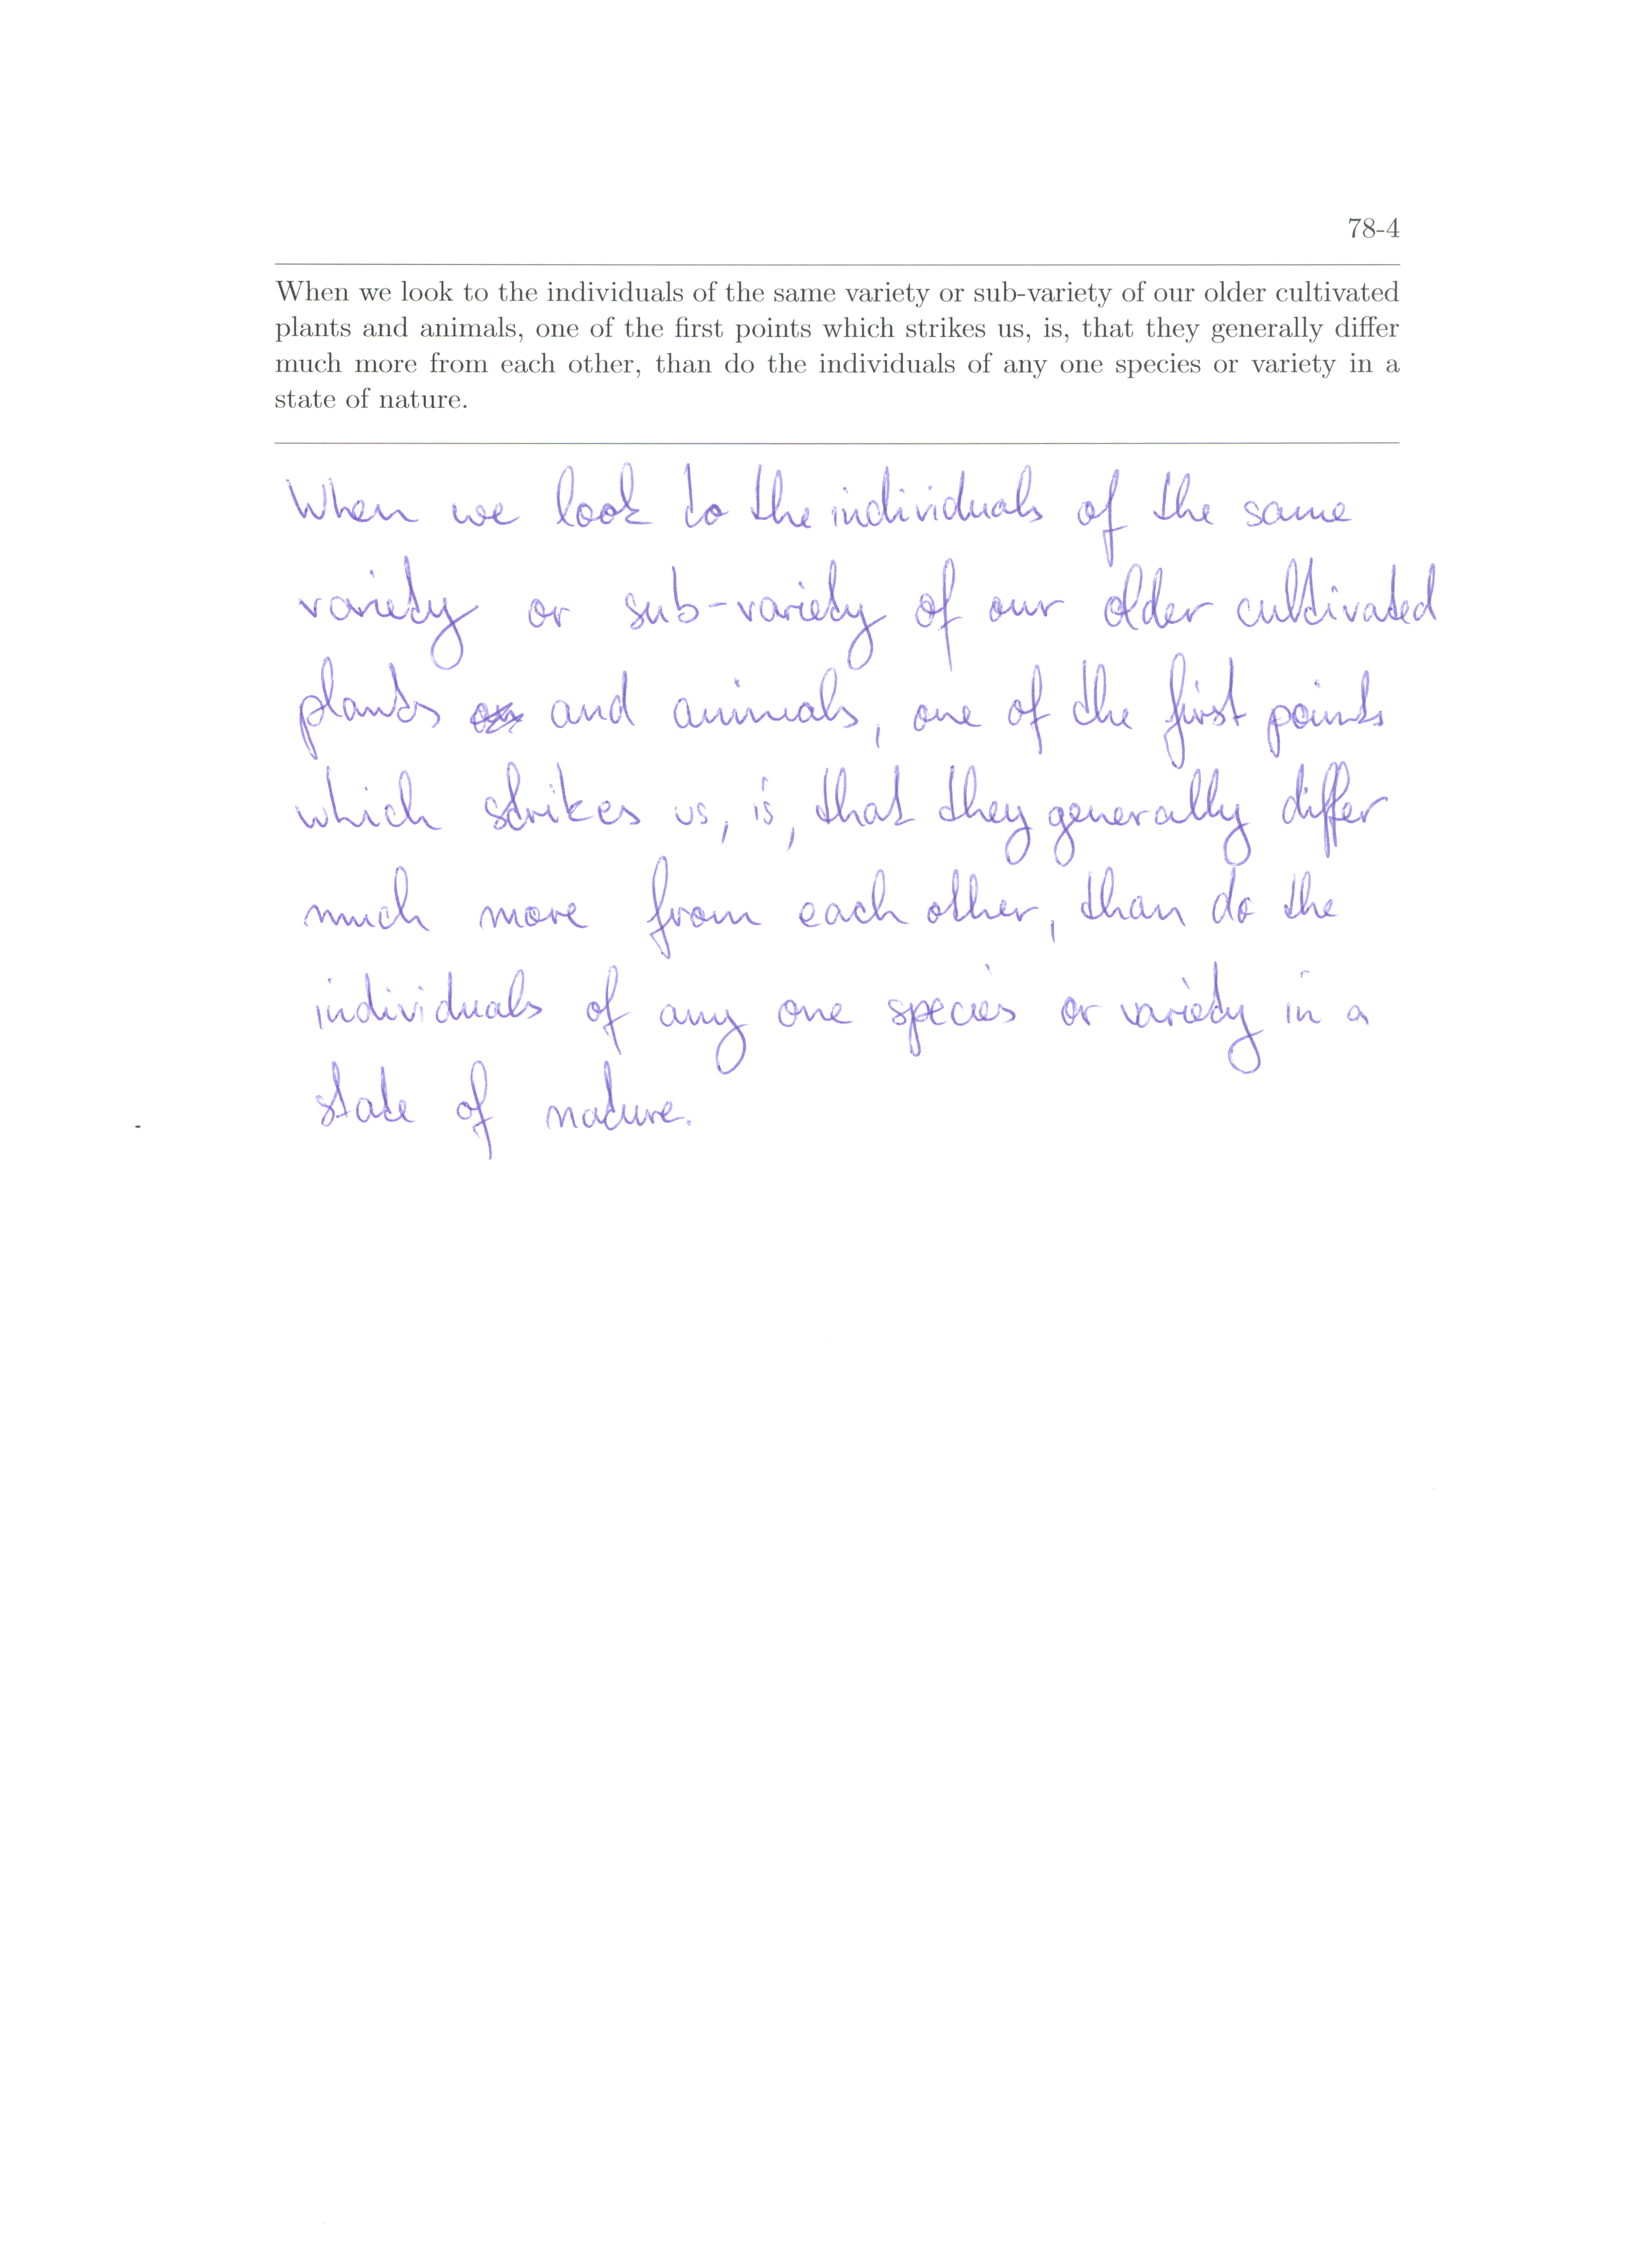 78-4
When we look to the individuals of the same variety or sub-variety of our older cultivated
plants and animals, one of the first points which strikes us, is, that they generally differ
much more from each other, than do the individuals of any one species or variety in a
state of nature.
When we look to the individuals of the same
variety or sub-variety of our older cultivated
plants and animals, one of the first points
which strikes us, is, that they generally differ
much more from each other, than do the
individuals of any one species or variety in a
state of nature.